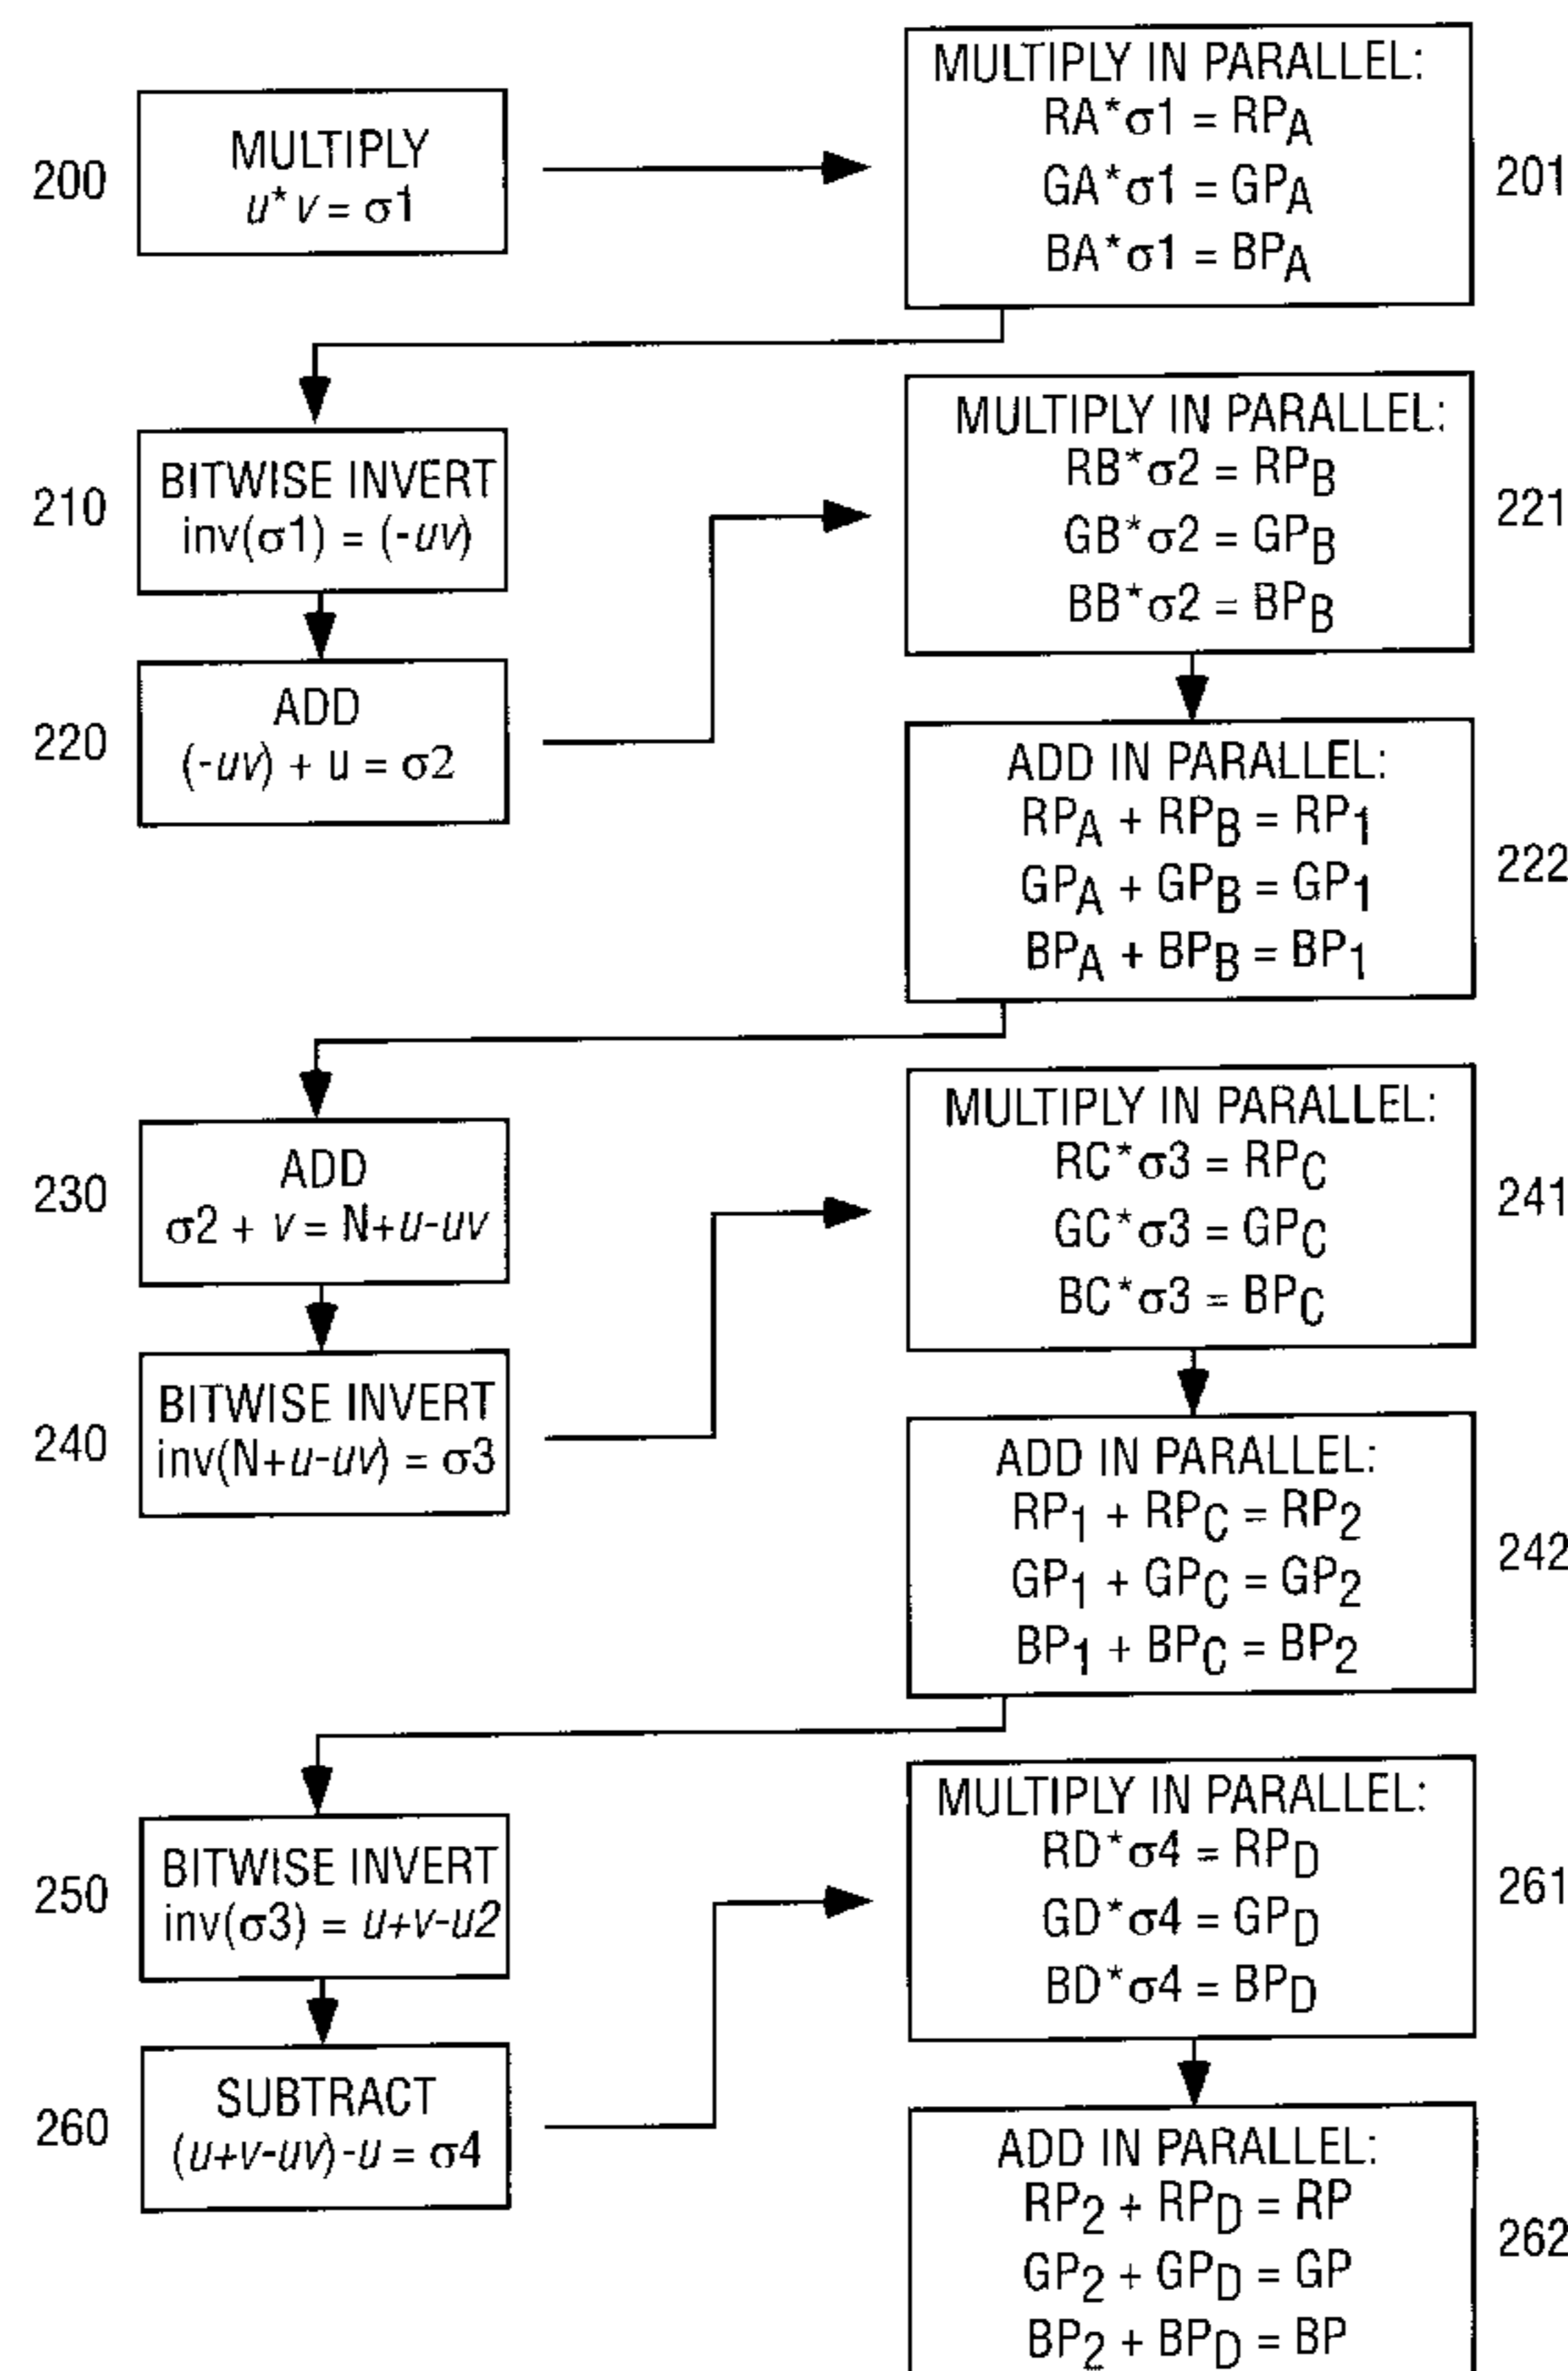 200
MULTIPLY
u*v = σ1
MULTIPLY IN PARALLEL:
RA*σ1 = RPA
GA*σ1 = GPA
BA*σ1 = BPA
201
210
BITWISE INVERT
inv(σ1) = (-uv)
220
ADD
(-uv) + u = σ2
MULTIPLY IN PARALLEL:
RB*σ2 = RPB
GB*σ2 = GPB
BB*σ2 = BPB
221
ADD IN PARALLEL:
RPA + RPB = RP1
GPA + GPB = GP1
BPA + BPB = BP1
222
230
ADD
σ2 + v = N+u-uv
240
BITWISE INVERT
inv(N+u-uv) = σ3
MULTIPLY IN PARALLEL:
RC*σ3 = RPC
GC*σ3 = GPC
BC*σ3 = BPC
241
ADD IN PARALLEL:
RP1 + RPC = RP2
GP1 + GPC = GP2
BP1 + BPC = BP2
242
250
BITWISE INVERT
inv(σ3) = u+v-u2
260
SUBTRACT
(u+v-uv)-u = σ4
MULTIPLY IN PARALLEL:
RD*σ4 = RPD
GD*σ4 = GPD
BD*σ4 = BPD
261
ADD IN PARALLEL:
RP2 + RPD = RP
GP2 + GPD = GP
BP2 + BPD = BP
262